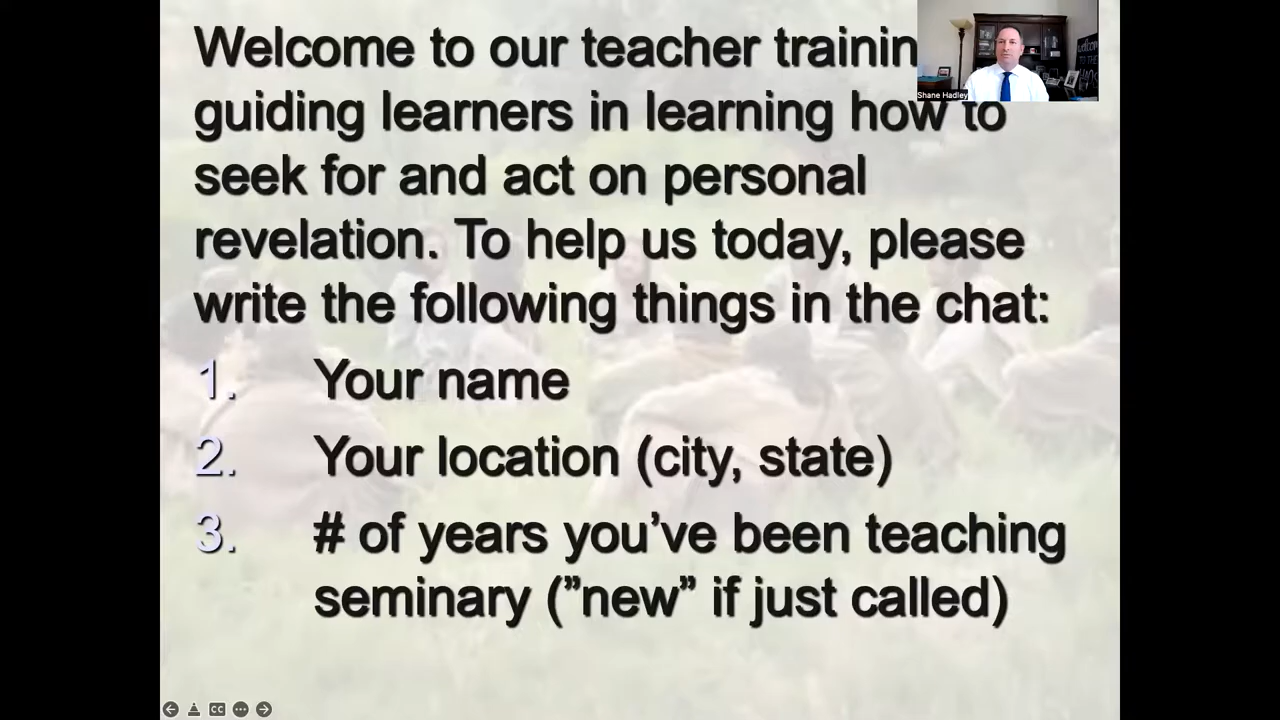 Welcome to our teacher trainin
guiding learners in learning how to
seek for and act on personal
revelation. To help us today, please
write the following things in the chat:
1. Your name
2. Your location (city, state)
3. # of years you’ve been teaching
seminary (”new” if just called)
Shane Hadley
CC